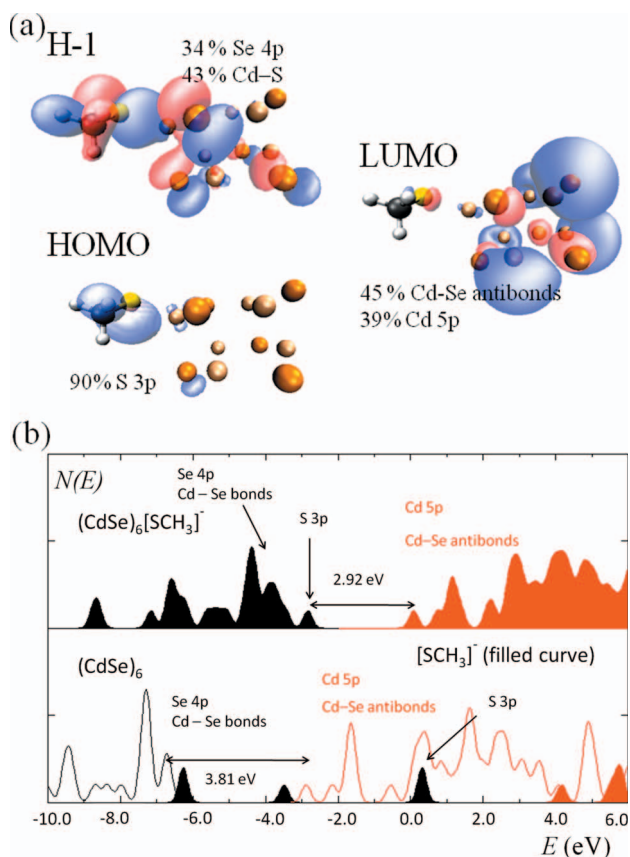 (a)
H-1
34 % Se 4p
43 % Cd–S
LUMO
HOMO
45 % Cd-Se antibonds
39% Cd 5p
90% S 3p
(b)
N(E)
Se 4p
Cd – Se bonds
S 3p
Cd 5p
Cd–Se antibonds
(CdSe)6[SCH3]-
2.92 eV
(CdSe)6
[SCH3]- (filled curve)
Se 4p
Cd – Se bonds
Cd 5p
Cd–Se antibonds
S 3p
3.81 eV
-10.0 -8.0 -6.0 -4.0 -2.0 0.0 2.0 4.0 6.0
E (eV)